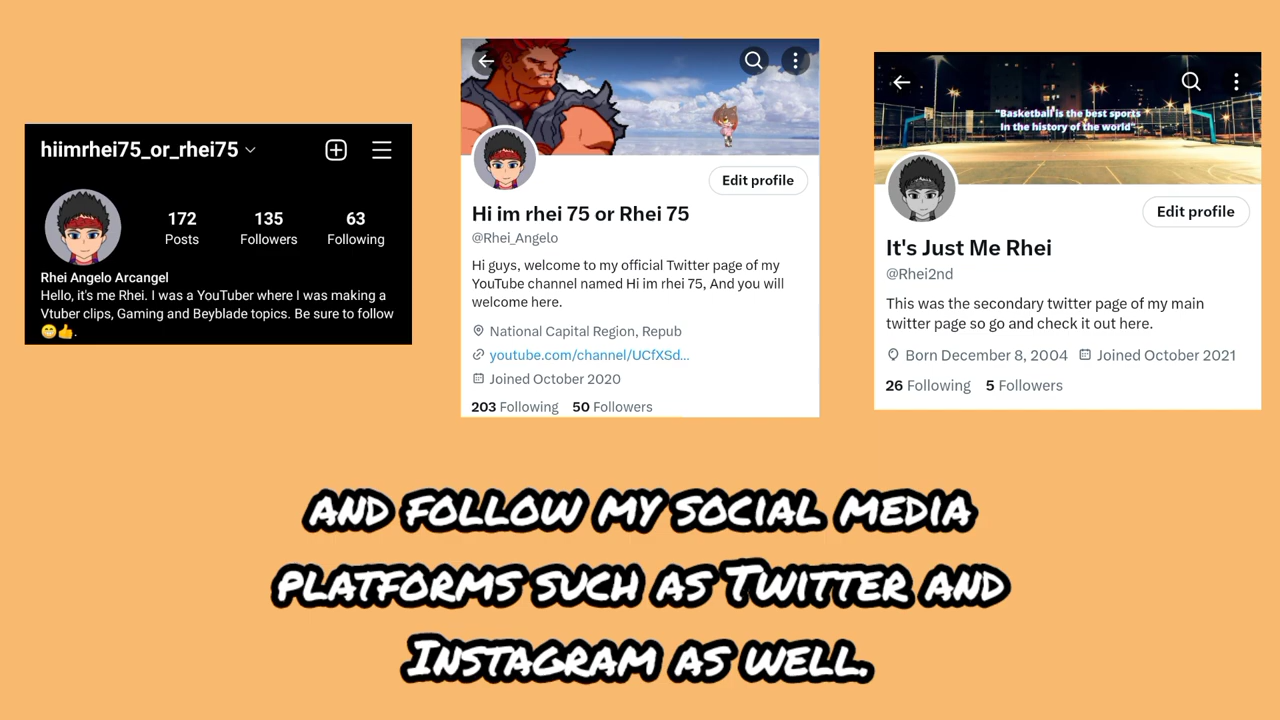 hiimrhei75_or_rhei75
172 135 63
Posts Followers Following
Rhei Angelo Arcangel
Hello, it's me Rhei. I was a YouTuber where I was making a
Vtuber clips, Gaming and Beyblade topics. Be sure to follow
😁👍.
Edit profile
Hi im rhei 75 or Rhei 75
@Rhei_Angelo
Hi guys, welcome to my official Twitter page of my
YouTube channel named Hi im rhei 75, And you will
welcome here.
National Capital Region, Repub
youtube.com/channel/UCfXSd...
Joined October 2020
203 Following 50 Followers
"Basketball is the best sports
In the history of the world"
Edit profile
It's Just Me Rhei
@Rhei2nd
This was the secondary twitter page of my main
twitter page so go and check it out here.
Born December 8, 2004 Joined October 2021
26 Following 5 Followers
and follow my social media
platforms such as Twitter and
Instagram as well.